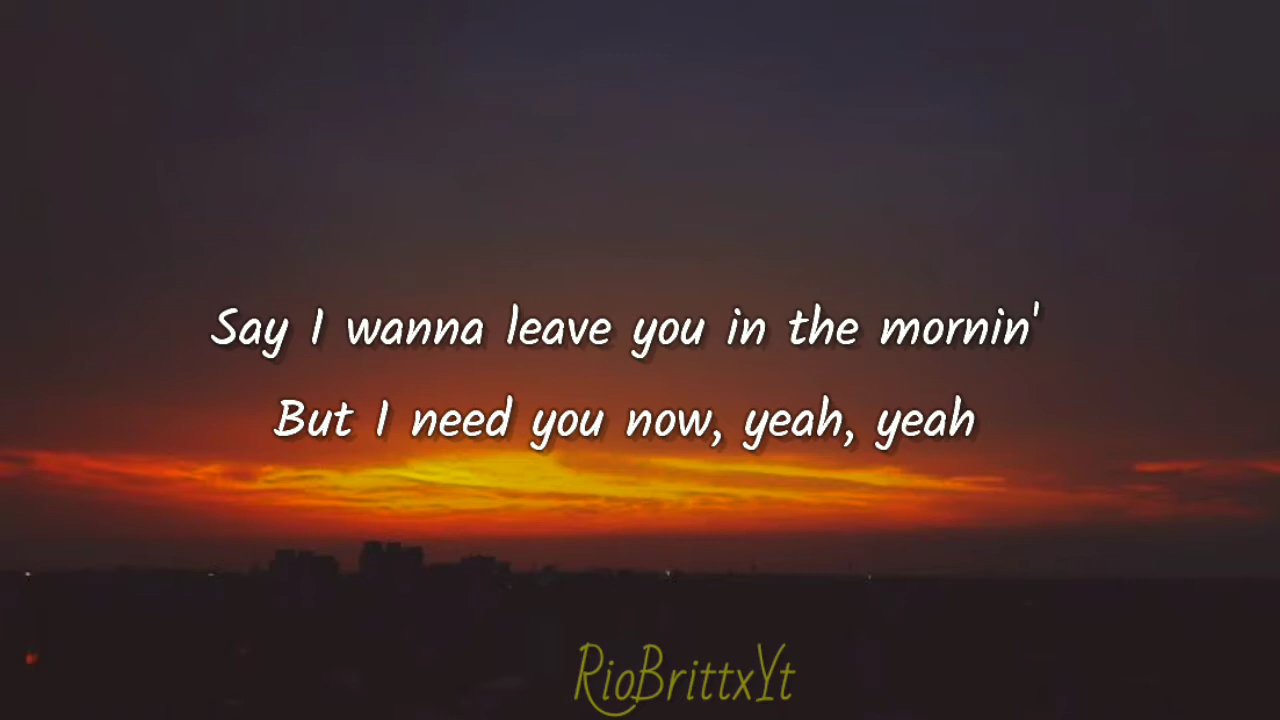 Say I wanna leave you in the mornin'
But I need you now, yeah, yeah
RioBrittxYt